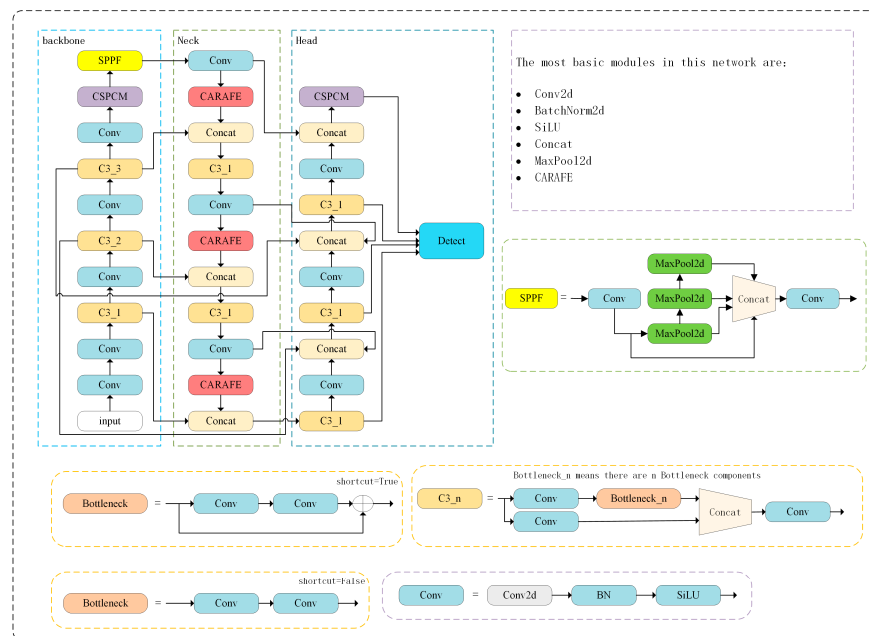 backbone
SPPF
CSPCM
Conv
C3_3
Conv
C3_2
Conv
C3_1
Conv
Conv
input
Neck
Conv
CARAFE
Concat
C3_1
Conv
CARAFE
Concat
C3_1
Conv
CARAFE
Concat
Head
CSPCM
Concat
Conv
C3_1
Concat
Conv
C3_1
Concat
Conv
C3_1
Detect
The most basic modules in this network are:
● Conv2d
● BatchNorm2d
● SiLU
● Concat
● MaxPool2d
● CARAFE
SPPF
=
Conv
MaxPool2d
MaxPool2d
MaxPool2d
Concat
Conv
shortcut=True
Bottleneck
=
Conv
Conv
Bottleneck_n means there are n Bottleneck components
C3_n
=
Conv
Bottleneck_n
Conv
Concat
Conv
shortcut=False
Bottleneck
=
Conv
Conv
Conv
=
Conv2d
BN
SiLU